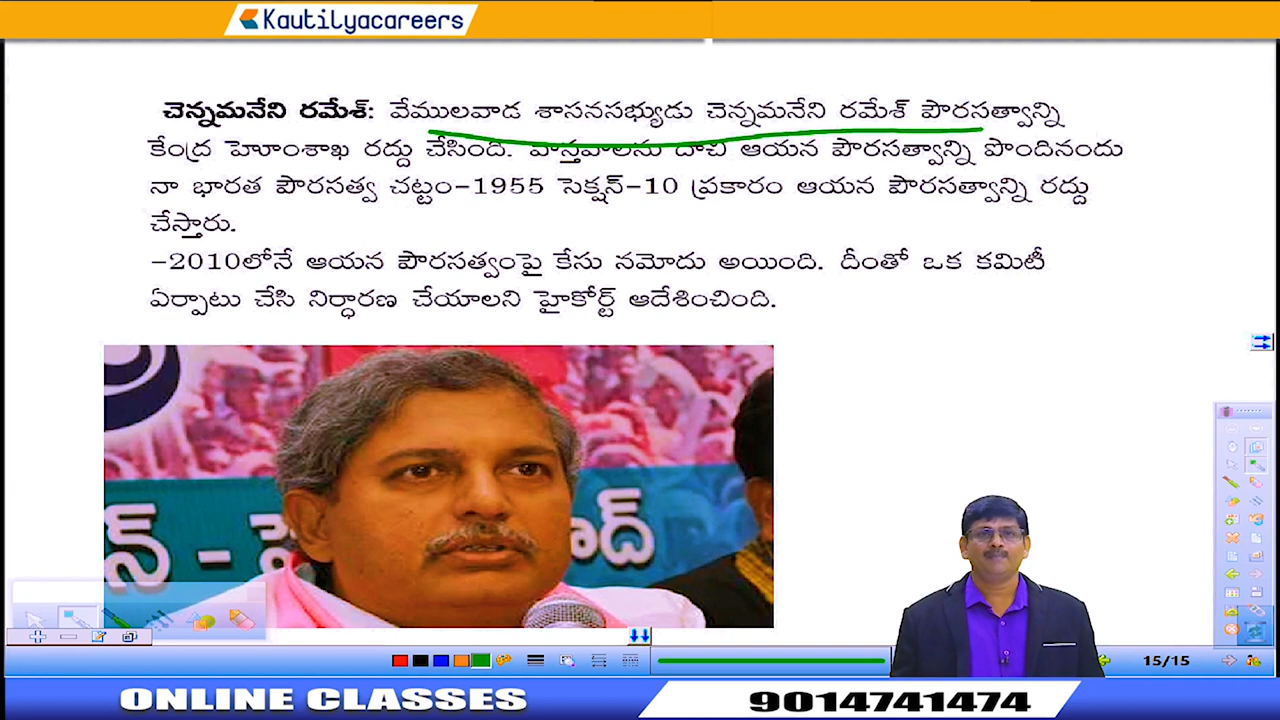 Kautilyacareers
చెన్నమనేని రమేశ్: వేములవాడ శాసనసభ్యుడు చెన్నమనేని రమేశ్ పౌరసత్వాన్ని
కేంద్ర హెూంశాఖ రద్దు చేసింది. వాస్తవాలను దాచి ఆయన పౌరసత్వాన్ని పొందినందు
నా భారత పౌరసత్వ చట్టం-1955 సెక్షన్-10 ప్రకారం ఆయన పౌరసత్వాన్ని రద్దు
చేస్తారు.
-2010లోనే ఆయన పౌరసత్వంపై కేసు నమోదు అయింది. దీంతో ఒక కమిటీ
ఏర్పాటు చేసి నిర్ధారణ చేయాలని హైకోర్ట్ ఆదేశించింది.
15/15
ONLINE CLASSES 9014741474